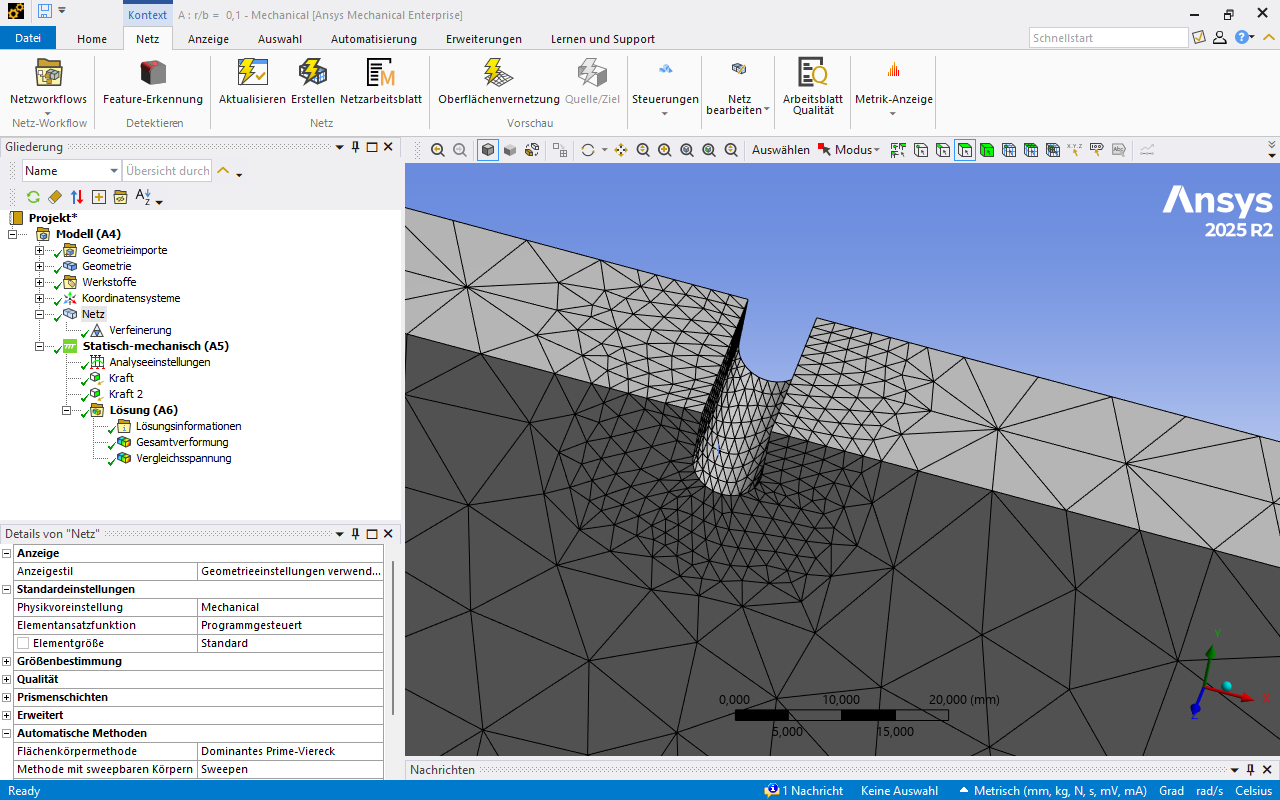 Kontext
A : r/b = 0,1 - Mechanical [Ansys Mechanical Enterprise]
Datei Home Netz Anzeige Auswahl Automatisierung Erweiterungen Lernen und Support
Schnellstart
Netzworkflows Feature-Erkennung Aktualisieren Erstellen Netzarbeitsblatt Oberflächenvernetzung Quelle/Ziel Steuerungen Netz bearbeiten Arbeitsblatt Qualität Metrik-Anzeige
Netz-Workflow Detektieren Netz Vorschau
Gliederung
Name Übersicht durch
Auswählen Modus
Projekt*
Modell (A4)
Geometrieimporte
Geometrie
Werkstoffe
Koordinatensysteme
Netz
Verfeinerung
Statisch-mechanisch (A5)
Analyseeinstellungen
Kraft
Kraft 2
Lösung (A6)
Lösungsinformationen
Gesamtverformung
Vergleichsspannung
Ansys
2025 R2
Details von "Netz"
Anzeige
Anzeigestil Geometrieeinstellungen verwend...
Standardeinstellungen
Physikvoreinstellung Mechanical
Elementansatzfunktion Programmgesteuert
Elementgröße Standard
Größenbestimmung
Qualität
Prismenschichten
Erweitert
Automatische Methoden
Flächenkörpermethode Dominantes Prime-Viereck
Methode mit sweepbaren Körpern Sweepen
0,000 10,000 20,000 (mm)
5,000 15,000
Y
X
Z
Nachrichten
Ready 1 Nachricht Keine Auswahl Metrisch (mm, kg, N, s, mV, mA) Grad rad/s Celsius